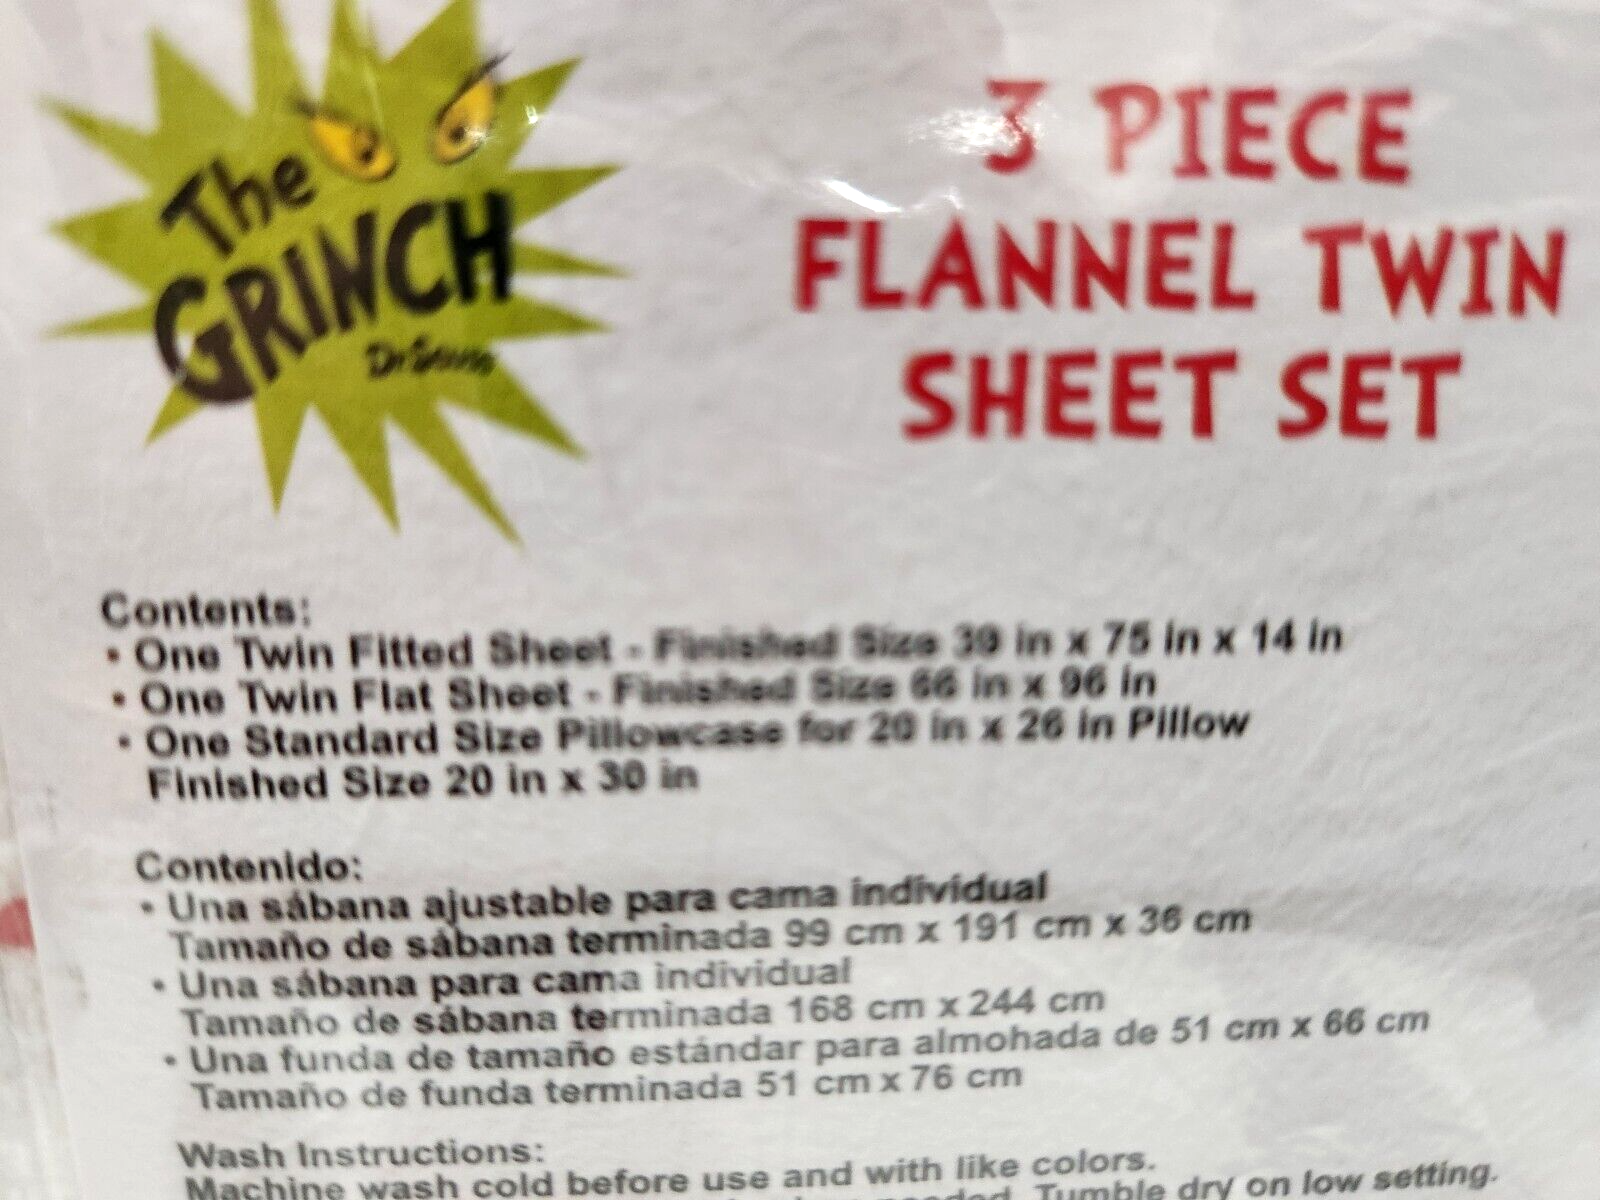 The
GRINCH
Dr. Seuss
3 PIECE
FLANNEL TWIN
SHEET SET
Contents:
• One Twin Fitted Sheet - Finished Size 39 in x 75 in x 14 in
• One Twin Flat Sheet - Finished Size 66 in x 96 in
• One Standard Size Pillowcase for 20 in x 26 in Pillow
Finished Size 20 in x 30 in
Contenido:
• Una sábana ajustable para cama individual
Tamaño de sábana terminada 99 cm x 191 cm x 36 cm
• Una sábana para cama individual
Tamaño de sábana terminada 168 cm x 244 cm
• Una funda de tamaño estándar para almohada de 51 cm x 66 cm
Tamaño de funda terminada 51 cm x 76 cm
Wash Instructions:
Machine wash cold before use and with like colors.
needed. Tumble dry on low setting.